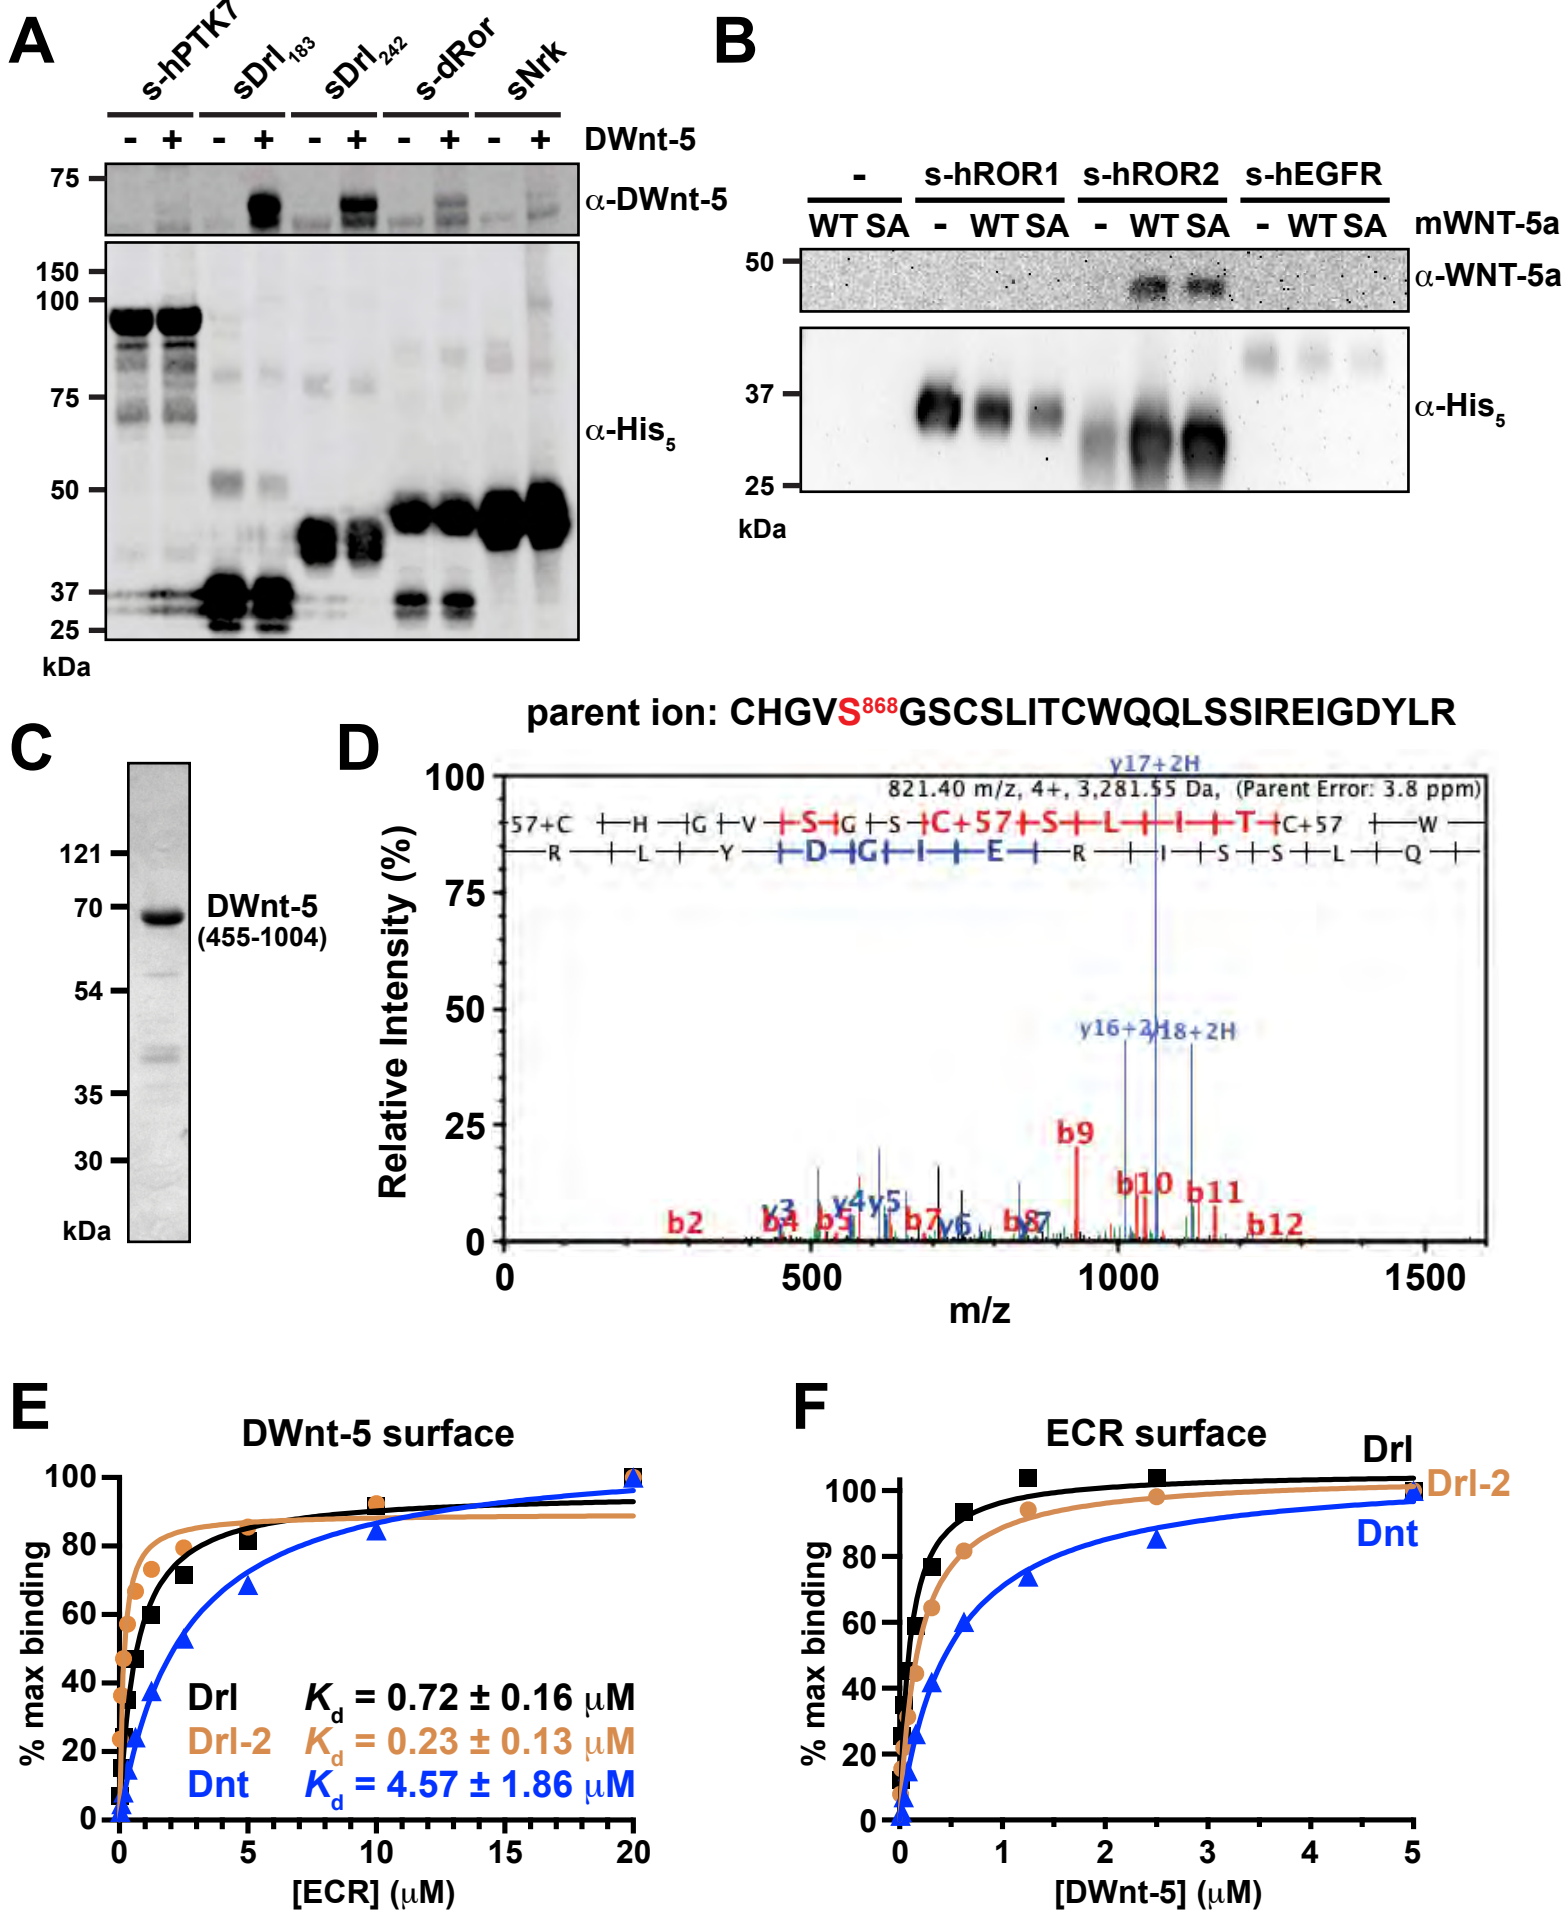 A
s-hPTK7
sDrl183
sDrl242
s-dRor
sNrk
- + - + - + - + - + DWnt-5
75
α-DWnt-5
150
100
75
50
37
25
kDa
α-His5
B
- s-hROR1 s-hROR2 s-hEGFR
WT SA - WT SA - WT SA - WT SA mWNT-5a
50
α-WNT-5a
37
α-His5
25
kDa
C
121
70
54
35
30
kDa
DWnt-5
(455-1004)
D
parent ion: CHGVS868GSCSLITCWQQLSSIREIGDYLR
y17+2H
821.40 m/z, 4+, 3,281.55 Da, (Parent Error: 3.8 ppm)
57+C H G V S G S C+57 S L I T C+57 W
R L Y D G I E R I S S L Q
y16+2H y18+2H
b9
b10 b11
b2 y3 b4 y4 b5 y5 b7 y6 b8 y7 b12
Relative Intensity (%)
100
75
50
25
0
0 500 1000 1500
m/z
E
DWnt-5 surface
% max binding
100
80
60
40
20
0
Drl Kd = 0.72 ± 0.16 μM
Drl-2 Kd = 0.23 ± 0.13 μM
Dnt Kd = 4.57 ± 1.86 μM
0 5 10 15 20
[ECR] (μM)
F
ECR surface
Drl
Drl-2
Dnt
% max binding
100
80
60
40
20
0
0 1 2 3 4 5
[DWnt-5] (μM)